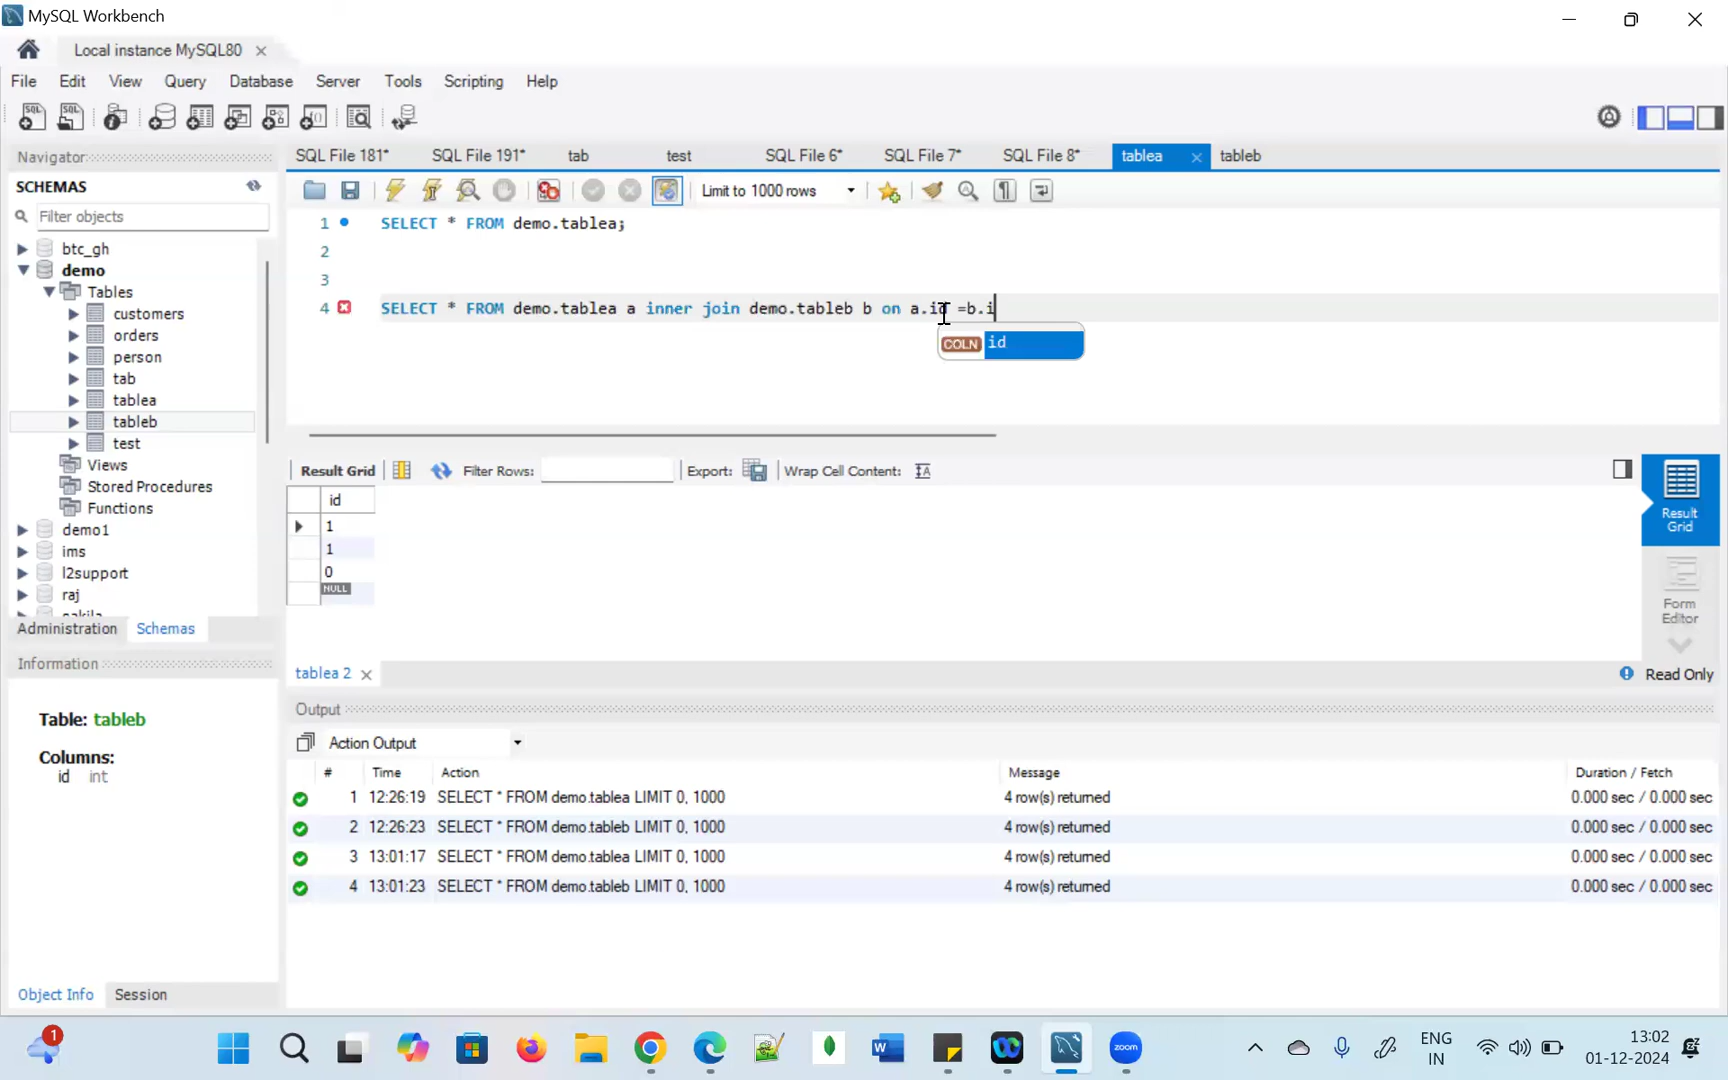 MySQL Workbench
Local instance MySQL80
File Edit View Query Database Server Tools Scripting Help
Navigator
SCHEMAS
Filter objects
btc_gh
demo
Tables
customers
orders
person
tab
tablea
tableb
test
Views
Stored Procedures
Functions
demo1
ims
l2support
raj
Administration Schemas
Information
Table: tableb
Columns:
id int
Object Info Session
SQL File 181* SQL File 191* tab test SQL File 6* SQL File 7* SQL File 8* tablea tableb
Limit to 1000 rows
1 SELECT * FROM demo.tablea;
2
3
4 SELECT * FROM demo.tablea a inner join demo.tableb b on a.id =b.i
COLN id
Result Grid Filter Rows: Export: Wrap Cell Content:
id
1
1
0
NULL
Result
Grid
Form
Editor
tablea 2 Read Only
Output
Action Output
# Time Action Message Duration / Fetch
1 12:26:19 SELECT * FROM demo.tablea LIMIT 0, 1000 4 row(s) returned 0.000 sec / 0.000 sec
2 12:26:23 SELECT * FROM demo.tableb LIMIT 0, 1000 4 row(s) returned 0.000 sec / 0.000 sec
3 13:01:17 SELECT * FROM demo.tablea LIMIT 0, 1000 4 row(s) returned 0.000 sec / 0.000 sec
4 13:01:23 SELECT * FROM demo.tableb LIMIT 0, 1000 4 row(s) returned 0.000 sec / 0.000 sec
1
W
zoom
ENG
IN
13:02
01-12-2024